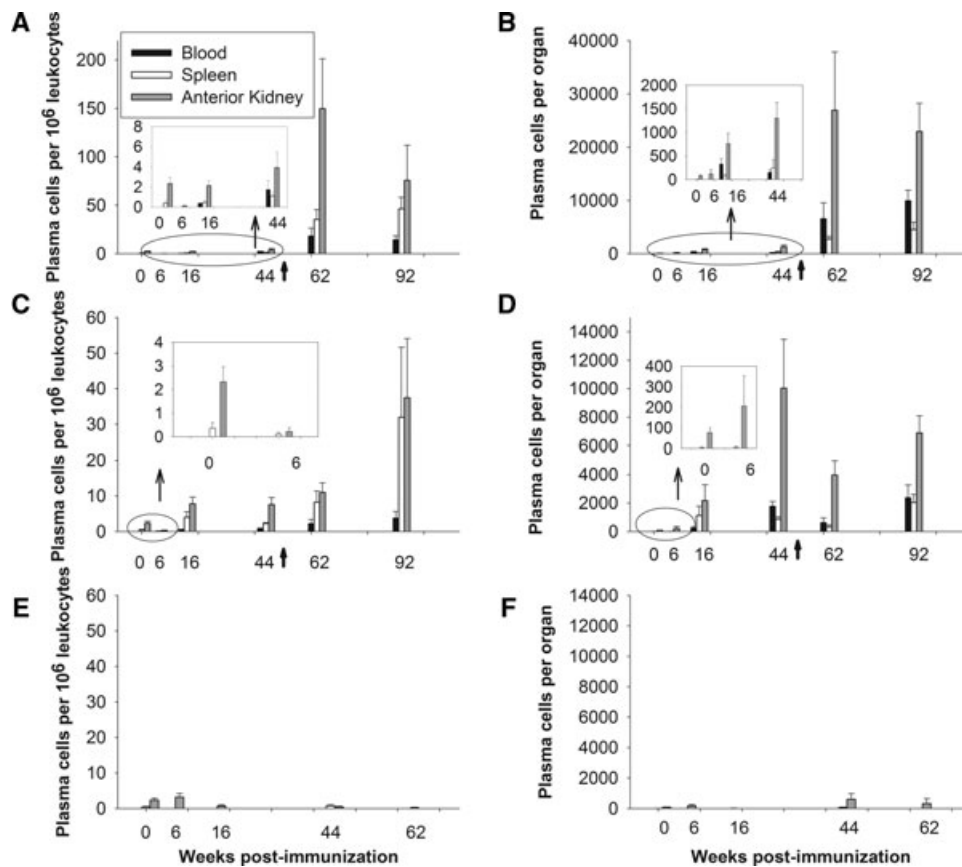 A
Plasma cells per 10⁶ leukocytes
200
150
100
50
0
Blood
Spleen
Anterior Kidney
8
6
4
2
0
0 6 16 44
0 6 16 44 62 92
B
Plasma cells per organ
40000
30000
20000
10000
0
2000
1500
1000
500
0
0 6 16 44
0 6 16 44 62 92
C
Plasma cells per 10⁶ leukocytes
60
50
40
30
20
10
0
4
3
2
1
0
0 6
0 6 16 44 62 92
D
Plasma cells per organ
14000
12000
10000
8000
6000
4000
2000
0
400
300
200
100
0
0 6
0 6 16 44 62 92
E
Plasma cells per 10⁶ leukocytes
60
50
40
30
20
10
0
0 6 16 44 62
Weeks post-immunization
F
Plasma cells per organ
14000
12000
10000
8000
6000
4000
2000
0
0 6 16 44 62
Weeks post-immunization